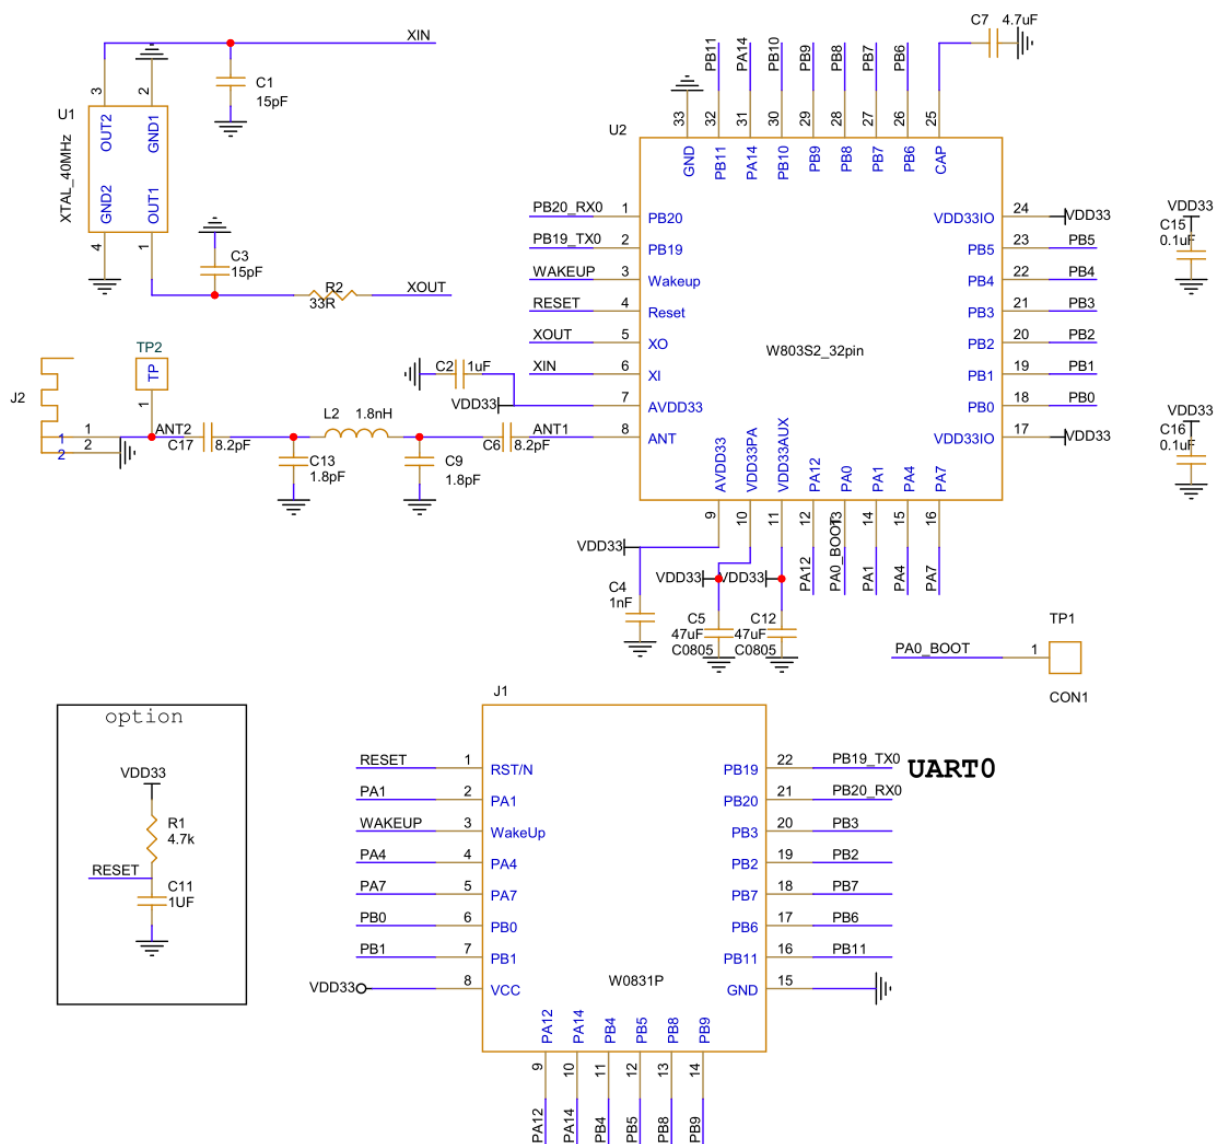 XIN
C1
15pF
3
2
U1
XTAL_40MHz
OUT2
GND1
GND2
OUT1
4
1
C3
15pF
R2
33R
XOUT
C7 4.7uF
PB11
PA14
PB10
PB9
PB8
PB7
PB6
33
32
31
30
29
28
27
26
25
U2
GND
PB11
PA14
PB10
PB9
PB8
PB7
PB6
CAP
PB20_RX0 1 PB20
PB19_TX0 2 PB19
WAKEUP 3 Wakeup
RESET 4 Reset
XOUT 5 XO
XIN 6 XI
VDD33 7 AVDD33
ANT1 8 ANT
C2 1uF
W803S2_32pin
VDD33IO 24 VDD33
PB5 23 PB5
PB4 22 PB4
PB3 21 PB3
PB2 20 PB2
PB1 19 PB1
PB0 18 PB0
VDD33IO 17 VDD33
VDD33
C15
0.1uF
VDD33
C16
0.1uF
TP2
TP
1
J2
1
2
1
2
ANT2
C17 8.2pF
L2 1.8nH
C6 8.2pF
C13
1.8pF
C9
1.8pF
AVDD33
VDD33PA
VDD33AUX
PA12
PA0
PA1
PA4
PA7
9
10
11
12
13
14
15
16
PA12
PA0_BOOT
PA1
PA4
PA7
VDD33
VDD33
VDD33
C4
1nF
C5
47uF
C0805
C12
47uF
C0805
TP1
PA0_BOOT 1
CON1
option
VDD33
R1
4.7k
RESET
C11
1UF
J1
RESET 1 RST/N
PA1 2 PA1
WAKEUP 3 WakeUp
PA4 4 PA4
PA7 5 PA7
PB0 6 PB0
PB1 7 PB1
VDD33 8 VCC
W0831P
PB19 22 PB19_TX0
UART0
PB20 21 PB20_RX0
PB3 20 PB3
PB2 19 PB2
PB7 18 PB7
PB6 17 PB6
PB11 16 PB11
GND 15
PA12
PA14
PB4
PB5
PB8
PB9
9
10
11
12
13
14
PA12
PA14
PB4
PB5
PB8
PB9